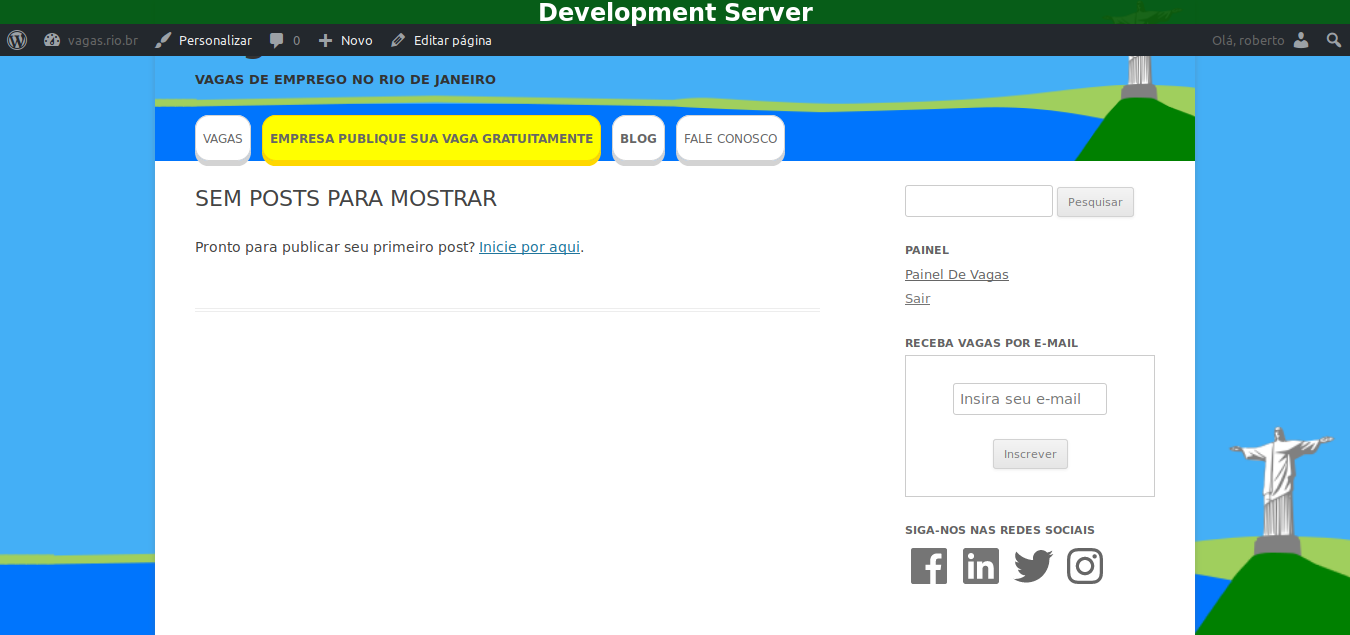 Development Server
vagas.rio.br Personalizar 0 Novo Editar página Olá, roberto
VAGAS DE EMPREGO NO RIO DE JANEIRO
VAGAS EMPRESA PUBLIQUE SUA VAGA GRATUITAMENTE BLOG FALE CONOSCO
SEM POSTS PARA MOSTRAR
Pronto para publicar seu primeiro post? Inicie por aqui.
Pesquisar
PAINEL
Painel De Vagas
Sair
RECEBA VAGAS POR E-MAIL
Insira seu e-mail
Inscrever
SIGA-NOS NAS REDES SOCIAIS